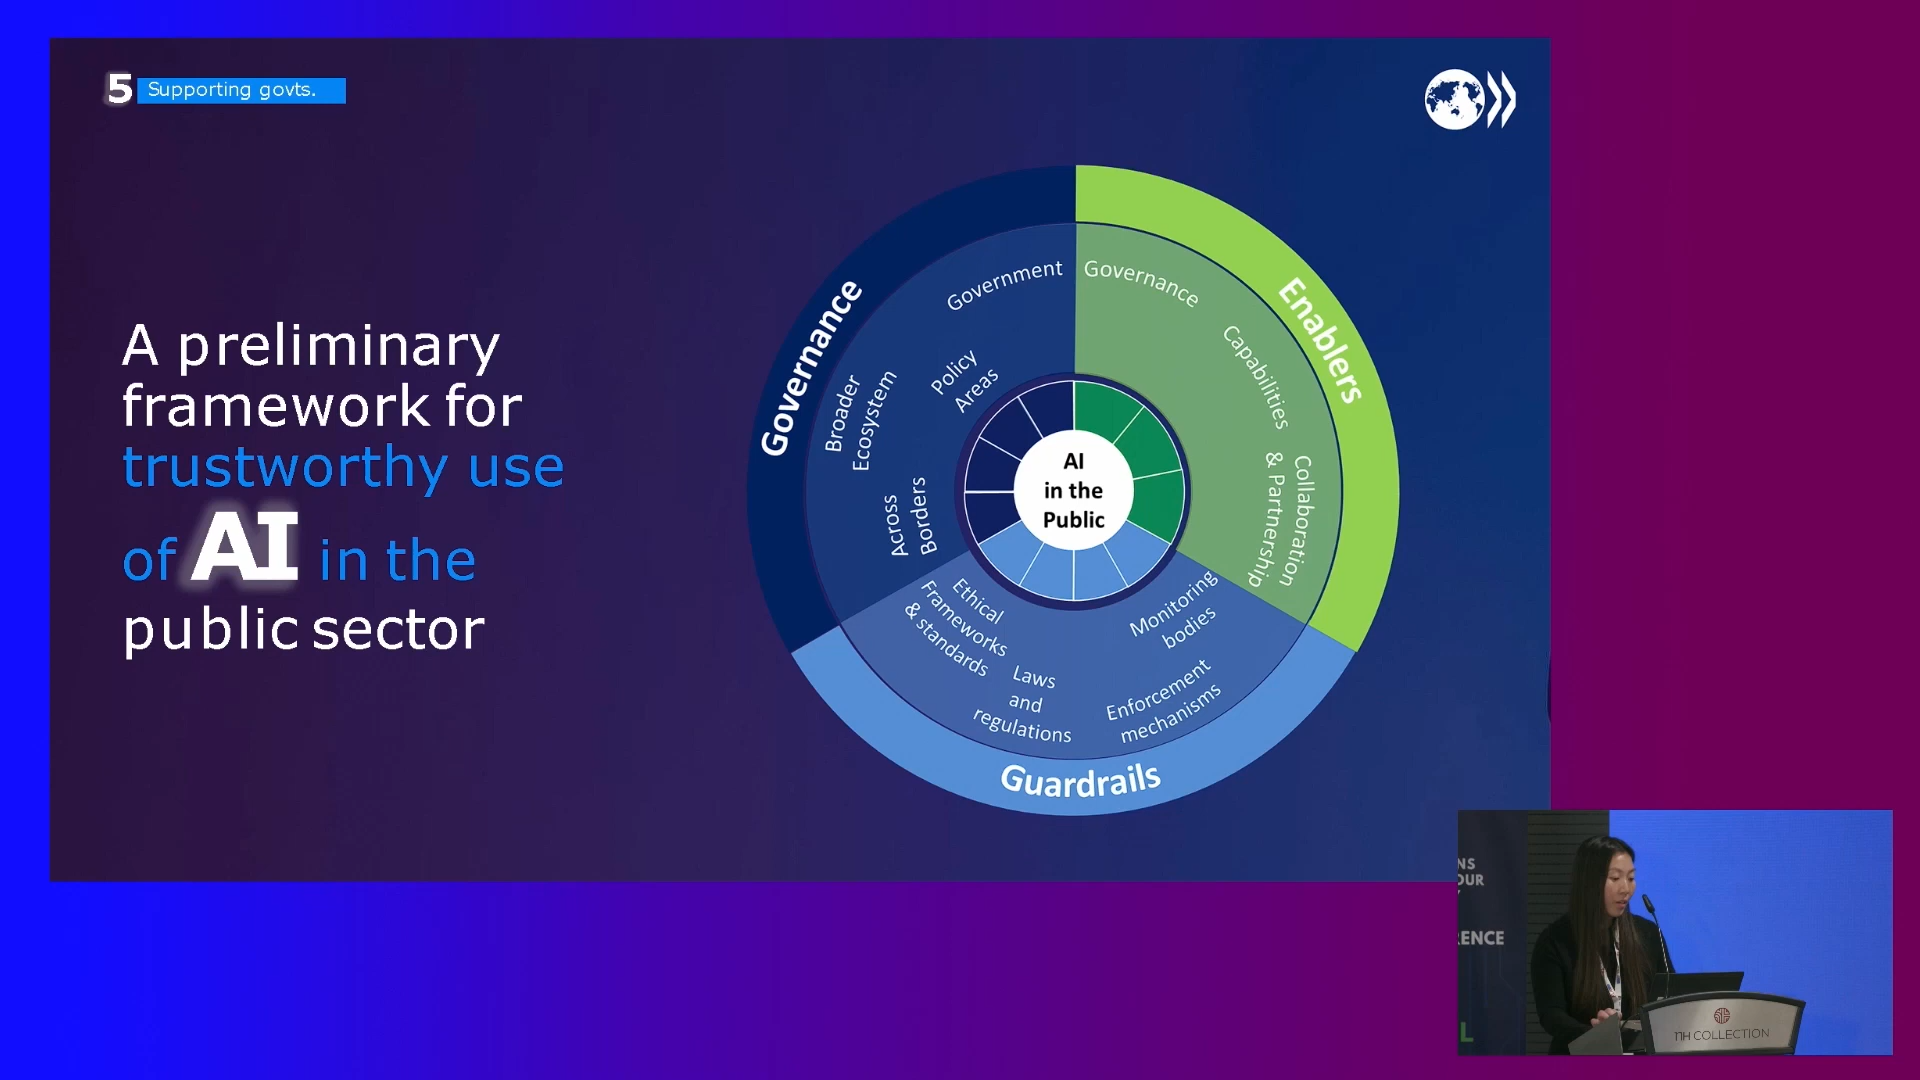 5 Supporting govts.
A preliminary
framework for
trustworthy use
of AI in the
public sector
Governance
Government
Policy
Areas
Broader
Ecosystem
Across
Borders
Enablers
Governance
Capabilities
Collaboration
& Partnership
Guardrails
Ethical
Frameworks
& standards
Laws
and
regulations
Enforcement
mechanisms
Monitoring
bodies
AI
in the
Public
NH COLLECTION